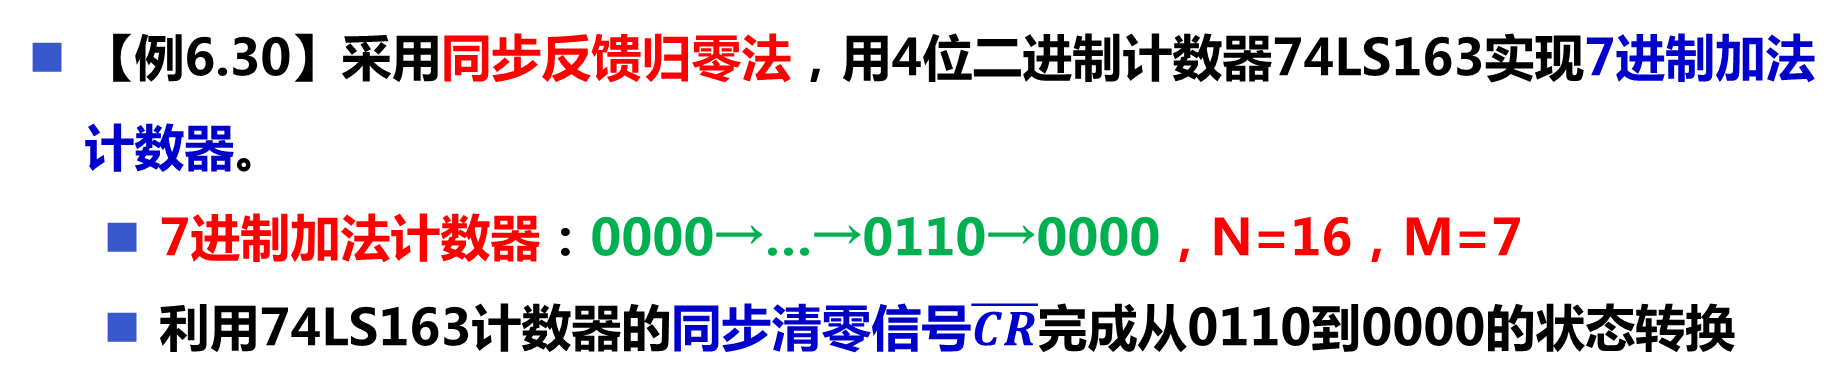 【例6.30】采用同步反馈归零法，用4位二进制计数器74LS163实现7进制加法
计数器。
7进制加法计数器：0000→…→0110→0000，N=16，M=7
利用74LS163计数器的同步清零信号C̅R̅完成从0110到0000的状态转换